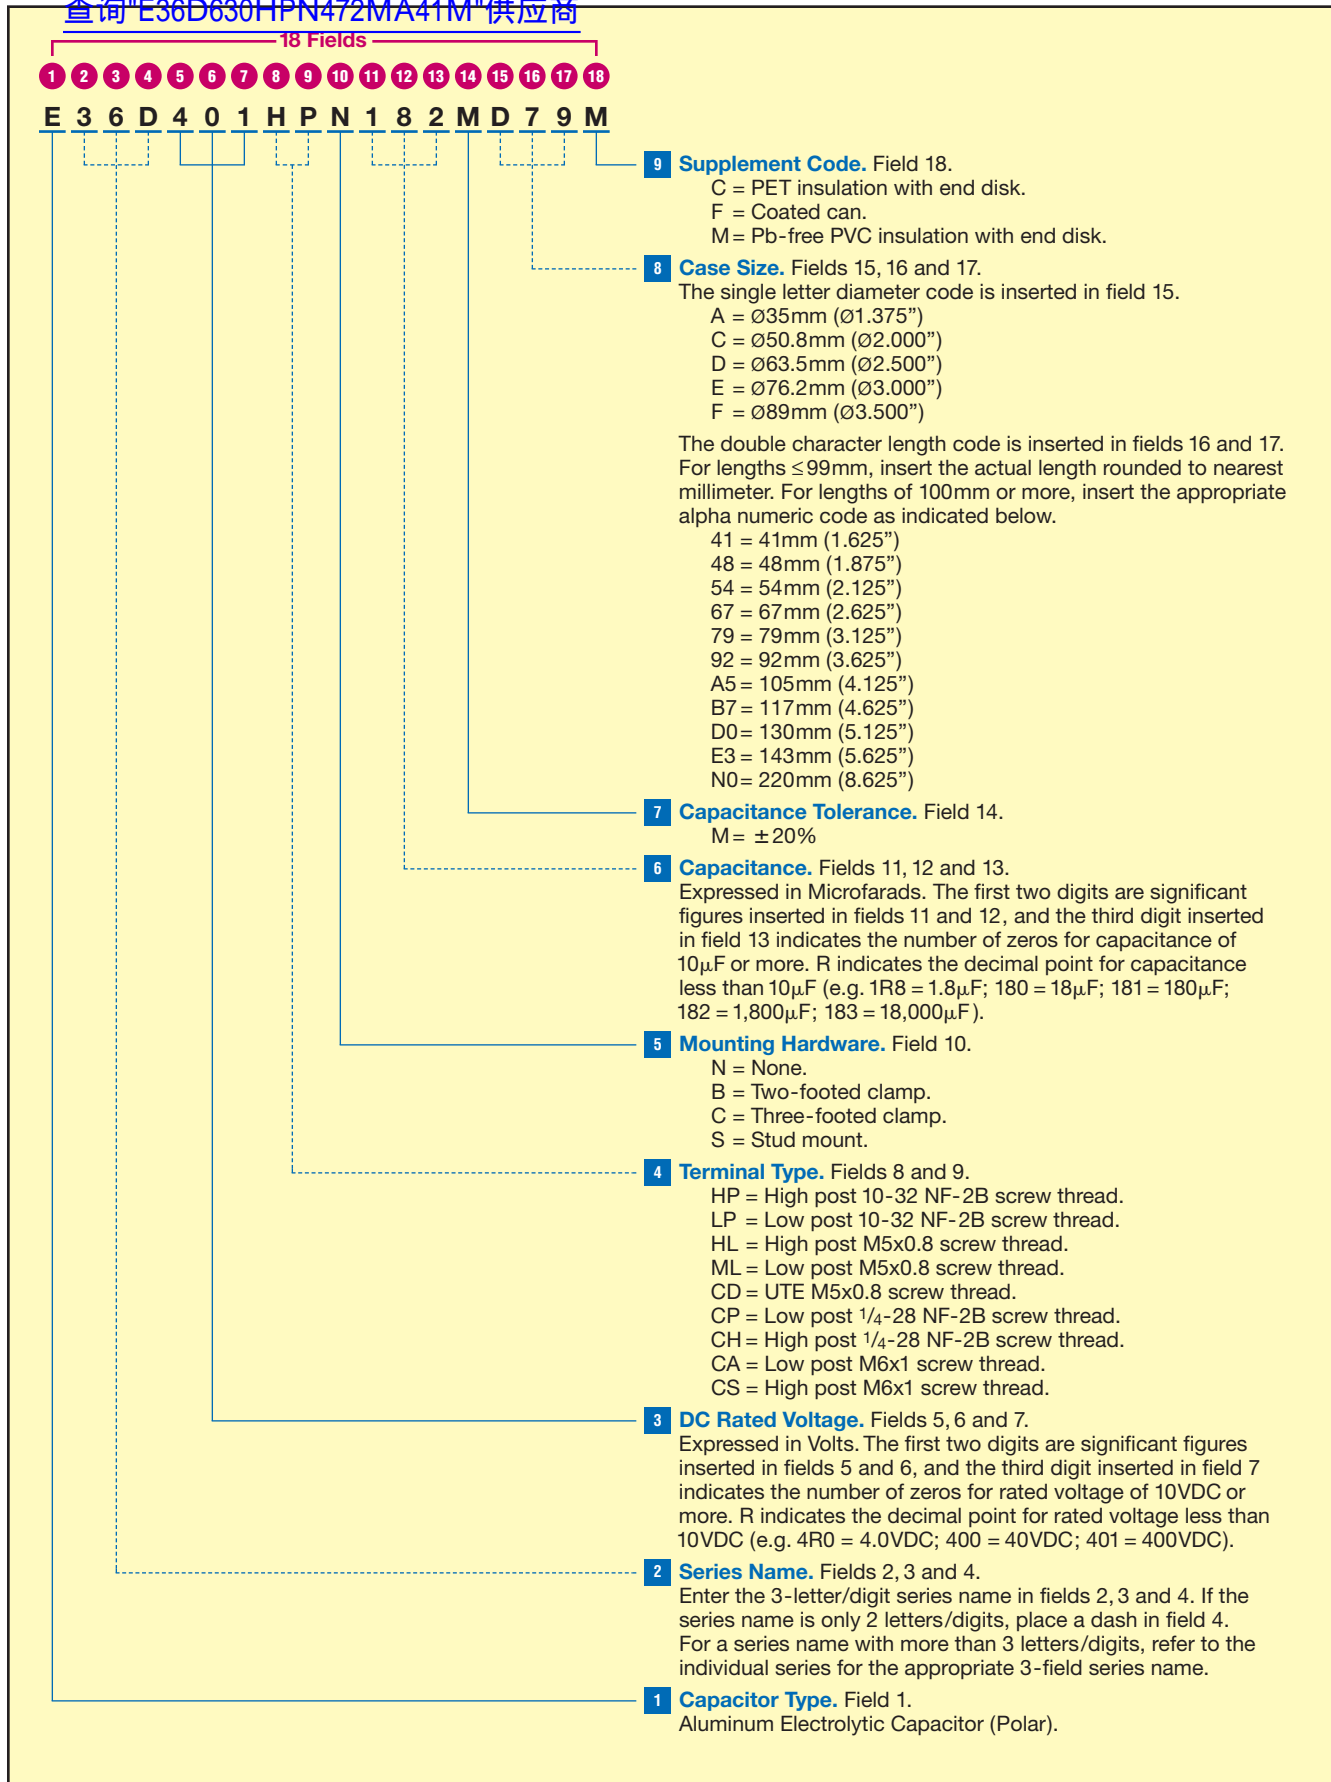 查询"E36D630HPN472MA41M"供应商
18 Fields
1 2 3 4 5 6 7 8 9 10 11 12 13 14 15 16 17 18
E 3 6 D 4 0 1 H P N 1 8 2 M D 7 9 M
9 Supplement Code. Field 18.
C = PET insulation with end disk.
F = Coated can.
M = Pb-free PVC insulation with end disk.
8 Case Size. Fields 15, 16 and 17.
The single letter diameter code is inserted in field 15.
A = Ø35mm (Ø1.375”)
C = Ø50.8mm (Ø2.000”)
D = Ø63.5mm (Ø2.500”)
E = Ø76.2mm (Ø3.000”)
F = Ø89mm (Ø3.500”)
The double character length code is inserted in fields 16 and 17.
For lengths ≤99mm, insert the actual length rounded to nearest
millimeter. For lengths of 100mm or more, insert the appropriate
alpha numeric code as indicated below.
41 = 41mm (1.625”)
48 = 48mm (1.875”)
54 = 54mm (2.125”)
67 = 67mm (2.625”)
79 = 79mm (3.125”)
92 = 92mm (3.625”)
A5 = 105mm (4.125”)
B7 = 117mm (4.625”)
D0 = 130mm (5.125”)
E3 = 143mm (5.625”)
N0 = 220mm (8.625”)
7 Capacitance Tolerance. Field 14.
M = ±20%
6 Capacitance. Fields 11, 12 and 13.
Expressed in Microfarads. The first two digits are significant
figures inserted in fields 11 and 12, and the third digit inserted
in field 13 indicates the number of zeros for capacitance of
10µF or more. R indicates the decimal point for capacitance
less than 10µF (e.g. 1R8 = 1.8µF; 180 = 18µF; 181 = 180µF;
182 = 1,800µF; 183 = 18,000µF).
5 Mounting Hardware. Field 10.
N = None.
B = Two-footed clamp.
C = Three-footed clamp.
S = Stud mount.
4 Terminal Type. Fields 8 and 9.
HP = High post 10-32 NF-2B screw thread.
LP = Low post 10-32 NF-2B screw thread.
HL = High post M5x0.8 screw thread.
ML = Low post M5x0.8 screw thread.
CD = UTE M5x0.8 screw thread.
CP = Low post 1/4-28 NF-2B screw thread.
CH = High post 1/4-28 NF-2B screw thread.
CA = Low post M6x1 screw thread.
CS = High post M6x1 screw thread.
3 DC Rated Voltage. Fields 5, 6 and 7.
Expressed in Volts. The first two digits are significant figures
inserted in fields 5 and 6, and the third digit inserted in field 7
indicates the number of zeros for rated voltage of 10VDC or
more. R indicates the decimal point for rated voltage less than
10VDC (e.g. 4R0 = 4.0VDC; 400 = 40VDC; 401 = 400VDC).
2 Series Name. Fields 2, 3 and 4.
Enter the 3-letter/digit series name in fields 2, 3 and 4. If the
series name is only 2 letters/digits, place a dash in field 4.
For a series name with more than 3 letters/digits, refer to the
individual series for the appropriate 3-field series name.
1 Capacitor Type. Field 1.
Aluminum Electrolytic Capacitor (Polar).